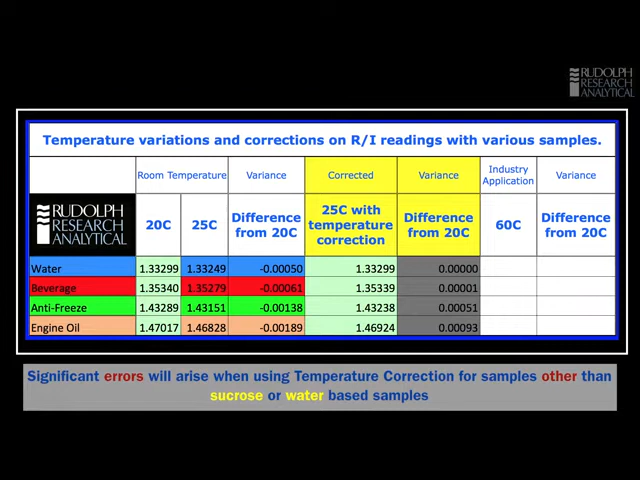 RUDOLPH
RESEARCH
ANALYTICAL
Temperature variations and corrections on R/I readings with various samples.
Room Temperature Variance Corrected Variance Industry Application Variance
RUDOLPH
RESEARCH
ANALYTICAL
20C 25C Difference from 20C 25C with temperature correction Difference from 20C 60C Difference from 20C
Water 1.33299 1.33249 -0.00050 1.33299 0.00000
Beverage 1.35340 1.35279 -0.00061 1.35339 0.00001
Anti-Freeze 1.43289 1.43151 -0.00138 1.43238 0.00051
Engine Oil 1.47017 1.46828 -0.00189 1.46924 0.00093
Significant errors will arise when using Temperature Correction for samples other than
sucrose or water based samples